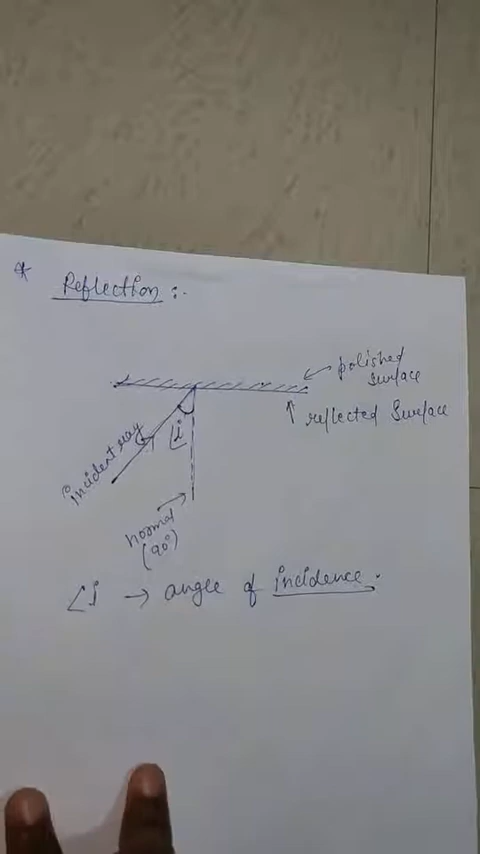 * Reflection :-
polished
surface
reflected surface
incident ray
∠i
normal
(90°)
∠i → angle of incidence.